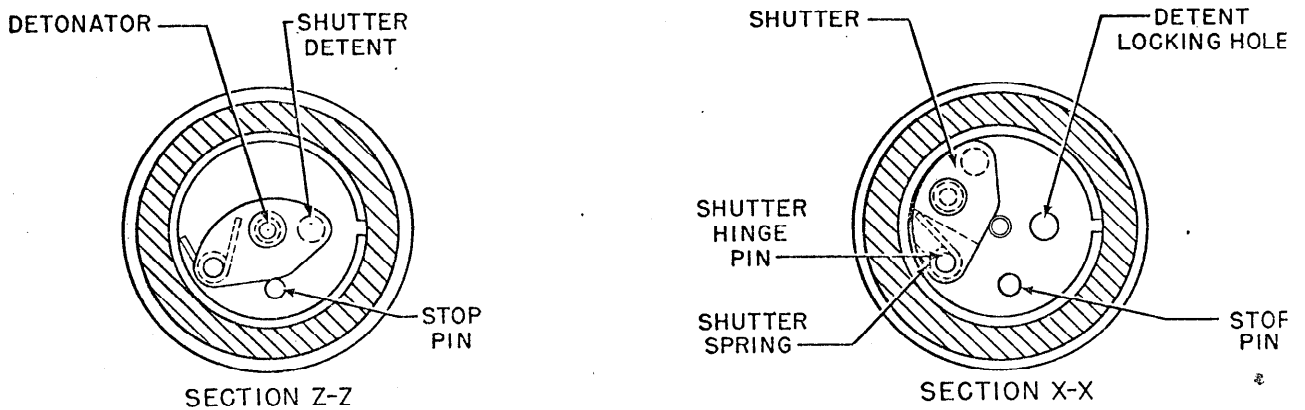 DETONATOR
SHUTTER
DETENT
STOP
PIN
SECTION Z-Z
SHUTTER
DETENT
LOCKING HOLE
SHUTTER
HINGE
PIN
SHUTTER
SPRING
STOP
PIN
SECTION X-X